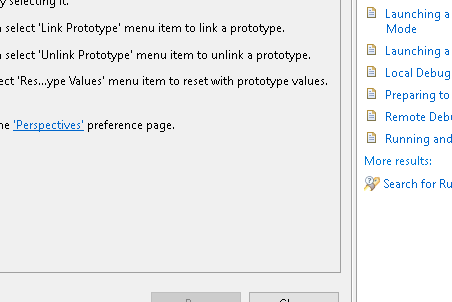 y selecting it.
select 'Link Prototype' menu item to link a prototype.
select 'Unlink Prototype' menu item to unlink a prototype.
ect 'Res...ype Values' menu item to reset with prototype values.
he 'Perspectives' preference page.
Launching a
Mode
Launching a
Local Debug
Preparing to
Remote Debu
Running and
More results:
Search for Ru